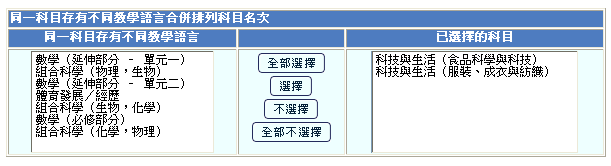 同一科目存有不同教學語言合併排列科目名次
同一科目存有不同教學語言
已選擇的科目
數學（延伸部分 － 單元一）
組合科學（物理，生物）
數學（延伸部分 － 單元二）
體育發展／經歷
組合科學（生物，化學）
數學（必修部分）
組合科學（化學，物理）
全部選擇
選擇
不選擇
全部不選擇
科技與生活（食品科學與科技）
科技與生活（服裝、成衣與紡織）